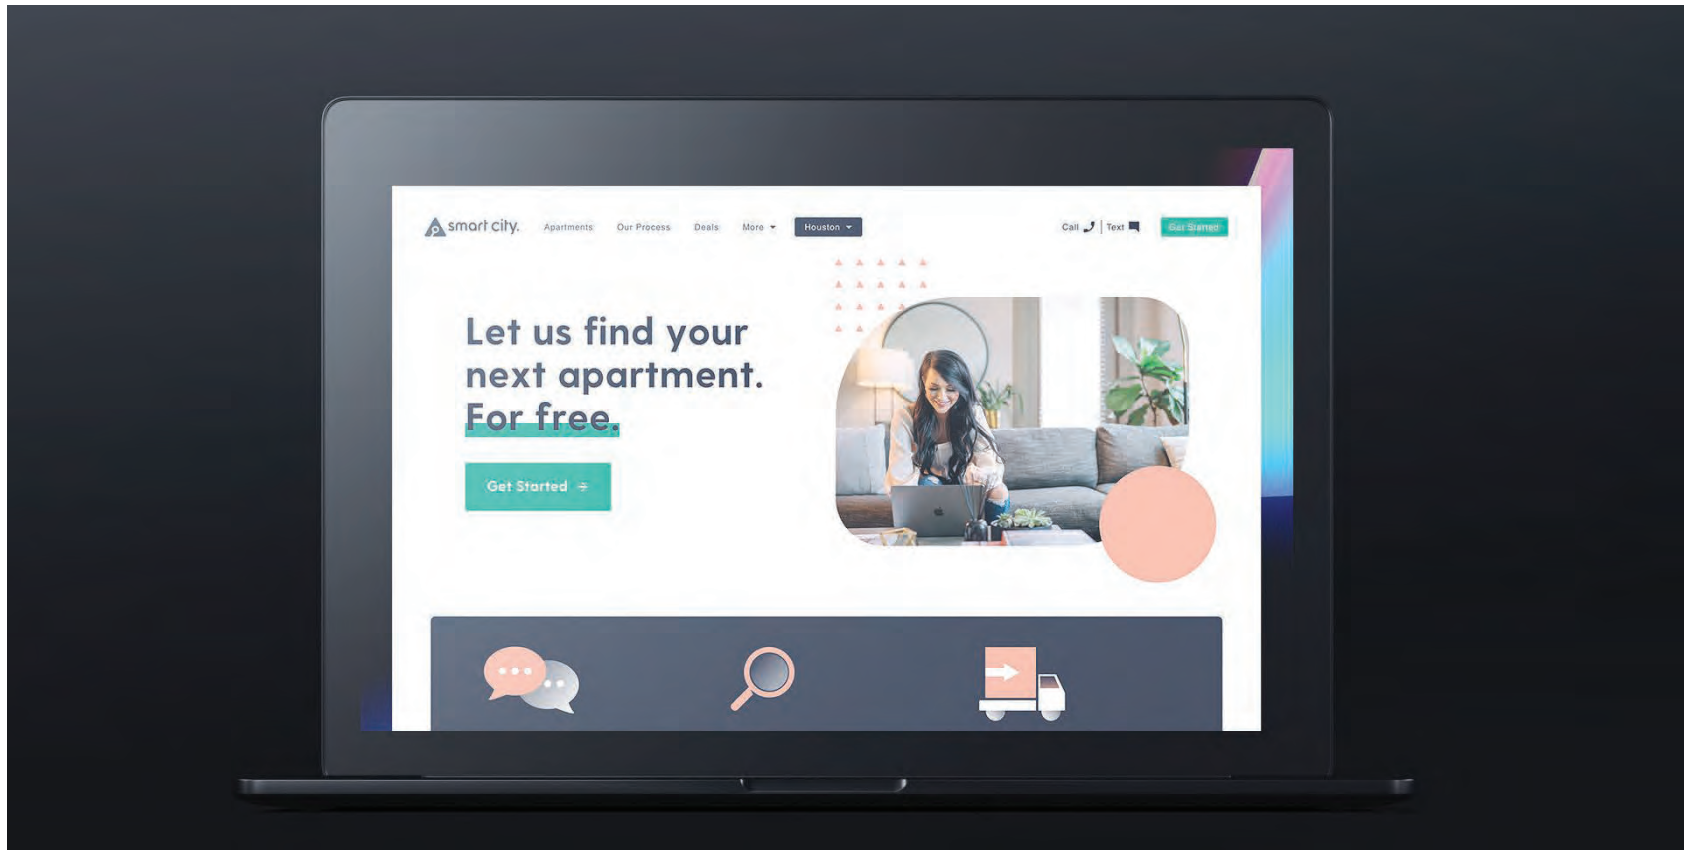 smart city.
Apartments
Our Process
Deals
More
Houston
Call
Text
Get Started
Let us find your
next apartment.
For free.
Get Started